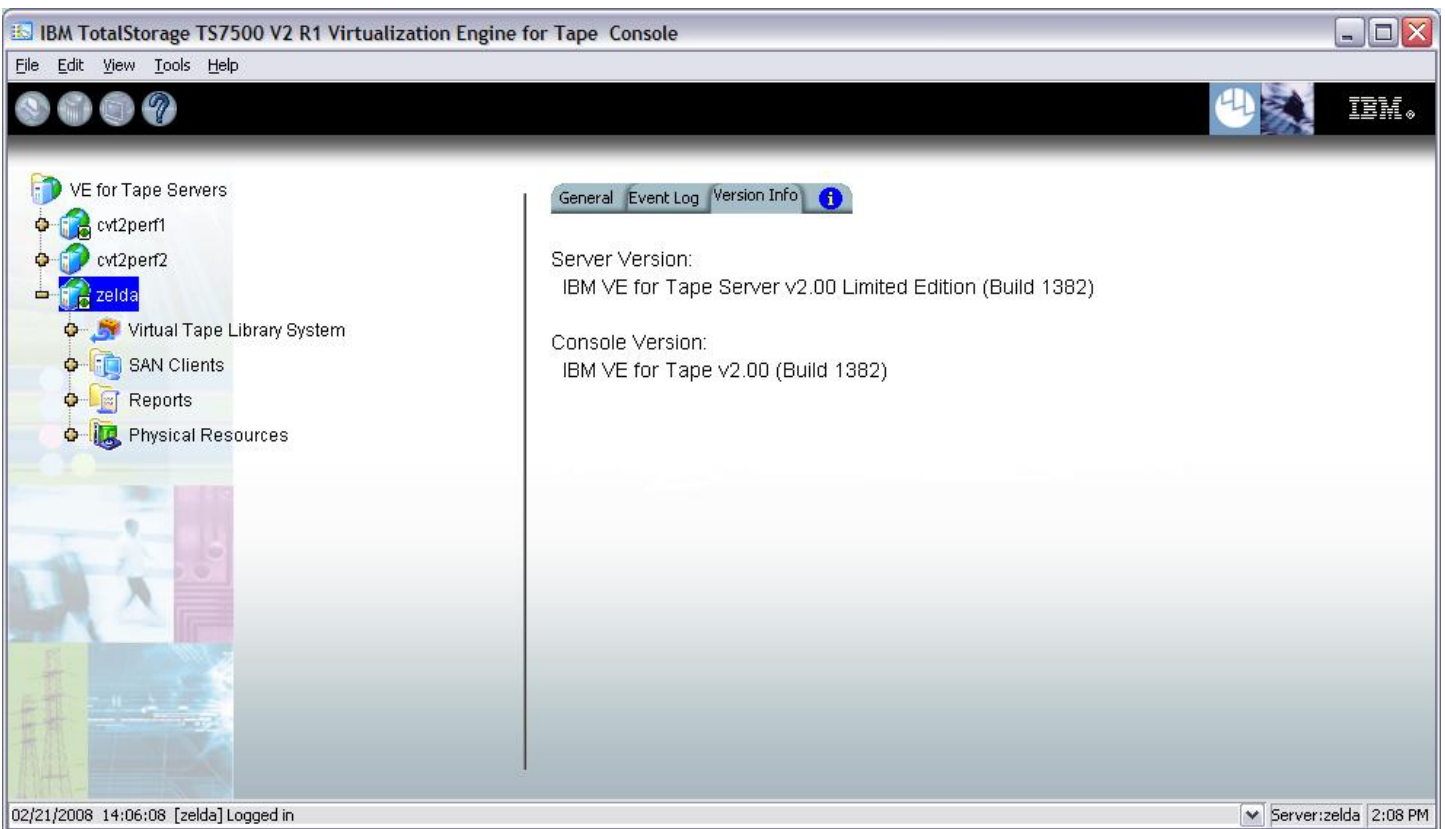 IBM TotalStorage TS7500 V2 R1 Virtualization Engine for Tape Console
File Edit View Tools Help
IBM®
VE for Tape Servers
cvt2perf1
cvt2perf2
zelda
Virtual Tape Library System
SAN Clients
Reports
Physical Resources
General Event Log Version Info
Server Version:
IBM VE for Tape Server v2.00 Limited Edition (Build 1382)
Console Version:
IBM VE for Tape v2.00 (Build 1382)
02/21/2008 14:06:08 [zelda] Logged in
Server:zelda 2:08 PM